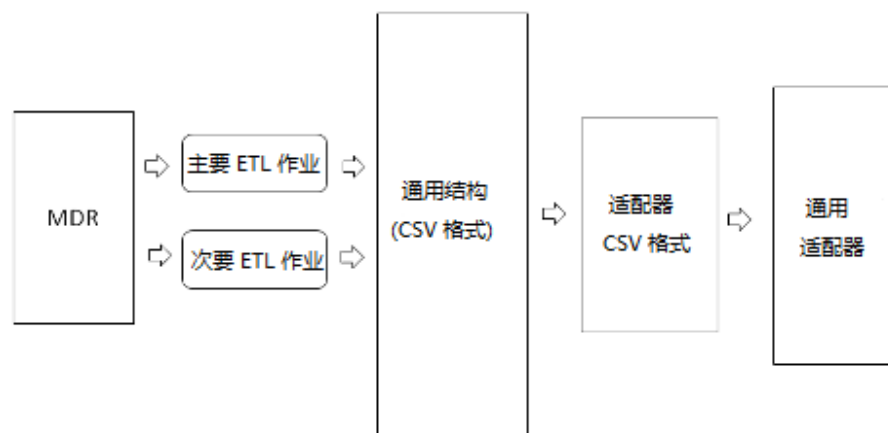 MDR
主要 ETL 作业
次要 ETL 作业
通用结构
(CSV 格式)
适配器
CSV 格式
通用
适配器